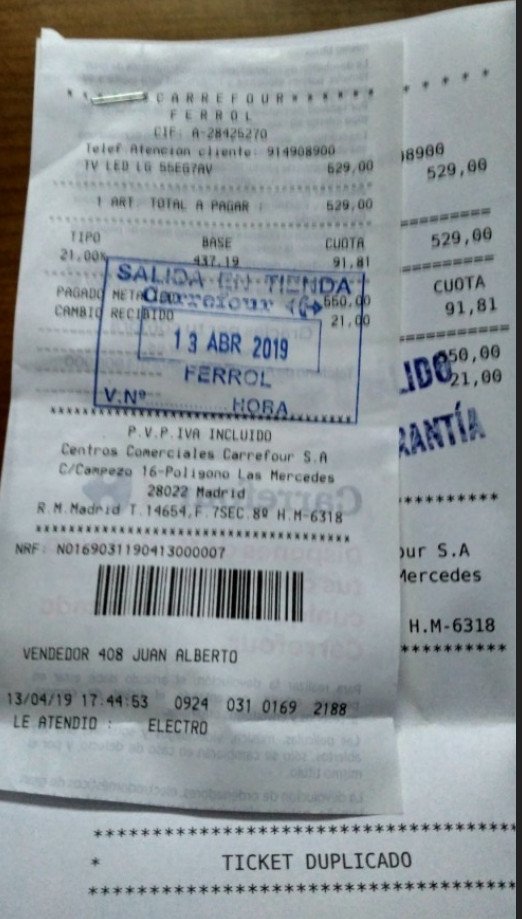 * * * * * * CARREFOUR * * * * * *
FERROL
CIF: A-28425270
Telef Atencion cliente: 914908900
TV LED LG 55EG7AV 529,00
1 ART. TOTAL A PAGAR : 529,00
TIPO BASE CUOTA
21.00% 437.19 91,81
PAGADO 550,00
CAMBIO RECIBIDO 21,00
SALIDA EN TIENDA
Carrefour
13 ABR 2019
FERROL
V.Nº HORA
P.V.P.IVA INCLUIDO
Centros Comerciales Carrefour S.A
C/Campezo 16-Poligono Las Mercedes
28022 Madrid
R.M.Madrid T.14654,F.7SEC.8º H.M-6318
NRF: N0169031190413000007
VENDEDOR 408 JUAN ALBERTO
13/04/19 17:44:53 0924 031 0169 2188
LE ATENDIO : ELECTRO
08900
529,00
529,00
CUOTA
91,81
550,00
21,00
LIDO
RANTÍA
our S.A
Mercedes
H.M-6318
* TICKET DUPLICADO